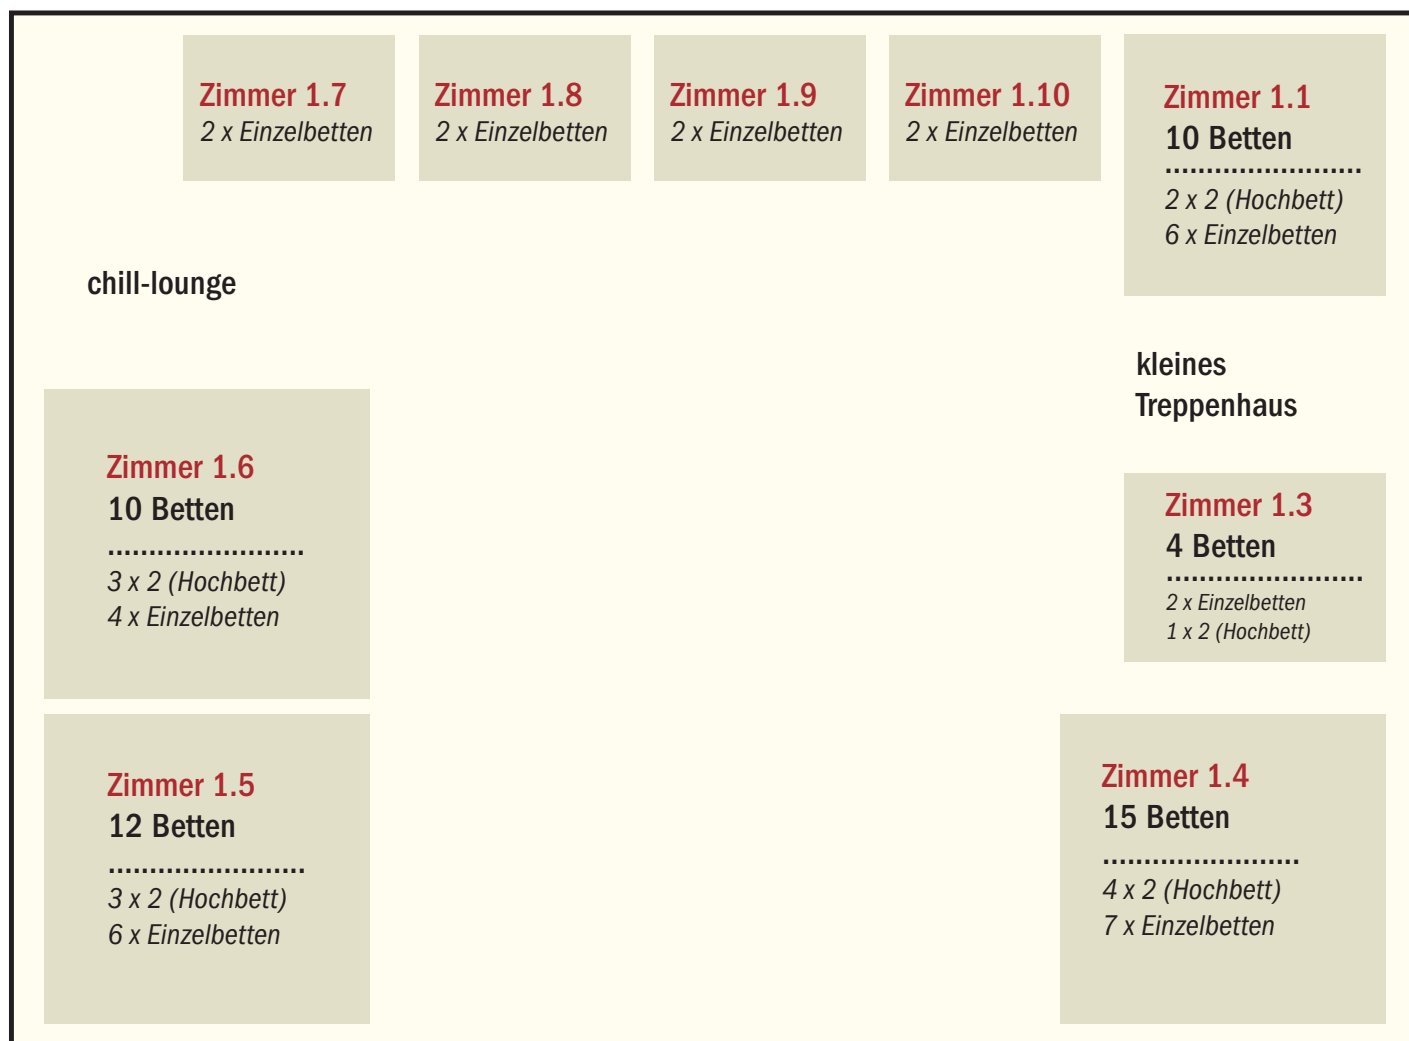 Zimmer 1.7
2 x Einzelbetten
Zimmer 1.8
2 x Einzelbetten
Zimmer 1.9
2 x Einzelbetten
Zimmer 1.10
2 x Einzelbetten
Zimmer 1.1
10 Betten
........................
2 x 2 (Hochbett)
6 x Einzelbetten
chill-lounge
kleines
Treppenhaus
Zimmer 1.6
10 Betten
........................
3 x 2 (Hochbett)
4 x Einzelbetten
Zimmer 1.3
4 Betten
........................
2 x Einzelbetten
1 x 2 (Hochbett)
Zimmer 1.5
12 Betten
........................
3 x 2 (Hochbett)
6 x Einzelbetten
Zimmer 1.4
15 Betten
........................
4 x 2 (Hochbett)
7 x Einzelbetten